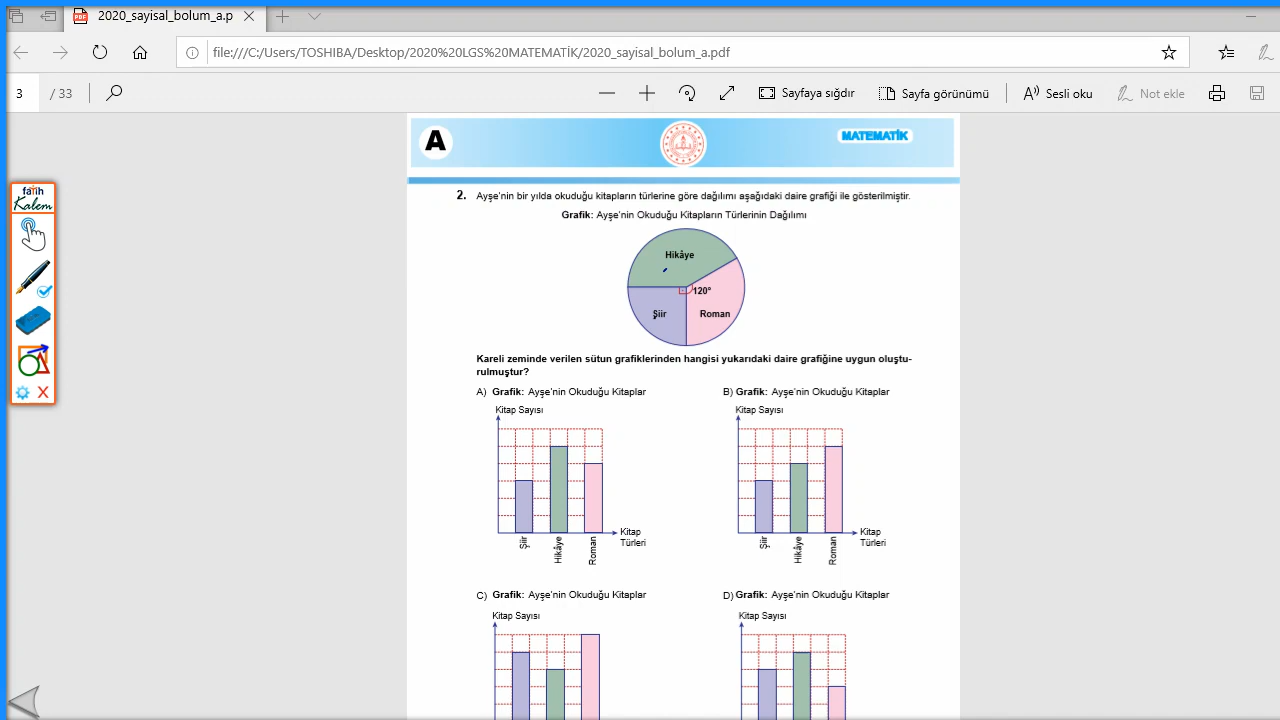 2020_sayisal_bolum_a.p
file:///C:/Users/TOSHIBA/Desktop/2020%20LGS%20MATEMATİK/2020_sayisal_bolum_a.pdf
3 / 33
Sayfaya sığdır
Sayfa görünümü
Sesli oku
Not ekle
A
MATEMATİK
fatih
Kalem
2. Ayşe'nin bir yılda okuduğu kitapların türlerine göre dağılımı aşağıdaki daire grafiği ile gösterilmiştir.
Grafik: Ayşe'nin Okuduğu Kitapların Türlerinin Dağılımı
Hikâye
120°
Şiir
Roman
Kareli zeminde verilen sütun grafiklerinden hangisi yukarıdaki daire grafiğine uygun oluştu-
rulmuştur?
A) Grafik: Ayşe'nin Okuduğu Kitaplar
Kitap Sayısı
Kitap
Türleri
Şiir
Hikâye
Roman
B) Grafik: Ayşe'nin Okuduğu Kitaplar
Kitap Sayısı
Kitap
Türleri
Şiir
Hikâye
Roman
C) Grafik: Ayşe'nin Okuduğu Kitaplar
Kitap Sayısı
D) Grafik: Ayşe'nin Okuduğu Kitaplar
Kitap Sayısı